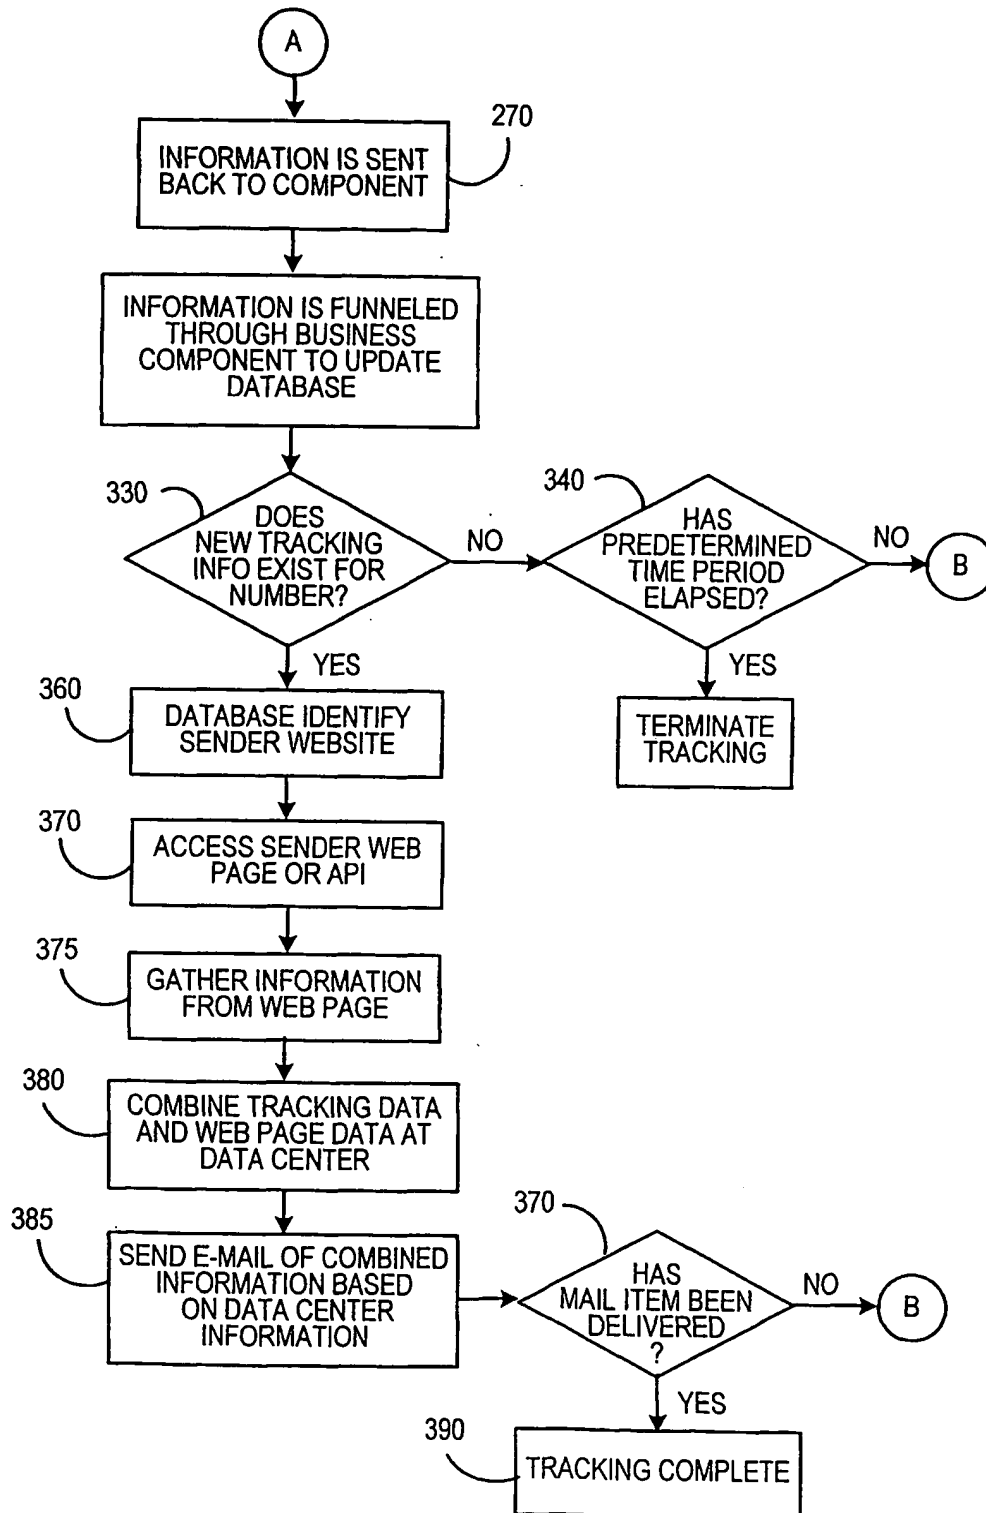 A
270
INFORMATION IS SENT
BACK TO COMPONENT
INFORMATION IS FUNNELED
THROUGH BUSINESS
COMPONENT TO UPDATE
DATABASE
330
DOES
NEW TRACKING
INFO EXIST FOR
NUMBER?
NO
340
HAS
PREDETERMINED
TIME PERIOD
ELAPSED?
NO
B
YES
YES
360
DATABASE IDENTIFY
SENDER WEBSITE
TERMINATE
TRACKING
370
ACCESS SENDER WEB
PAGE OR API
375
GATHER INFORMATION
FROM WEB PAGE
380
COMBINE TRACKING DATA
AND WEB PAGE DATA AT
DATA CENTER
385
SEND E-MAIL OF COMBINED
INFORMATION BASED
ON DATA CENTER
INFORMATION
370
HAS
MAIL ITEM BEEN
DELIVERED
?
NO
B
YES
390
TRACKING COMPLETE